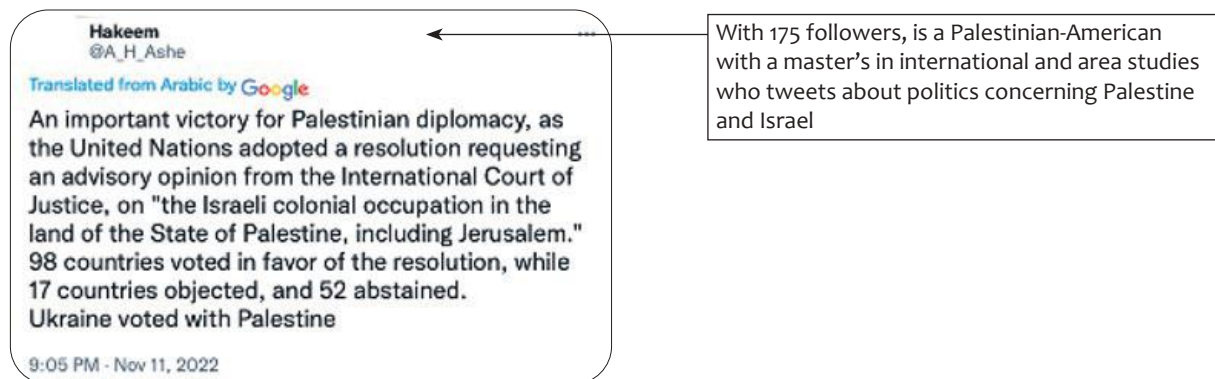 Hakeem
@A_H_Ashe
...
Translated from Arabic by Google
An important victory for Palestinian diplomacy, as
the United Nations adopted a resolution requesting
an advisory opinion from the International Court of
Justice, on "the Israeli colonial occupation in the
land of the State of Palestine, including Jerusalem."
98 countries voted in favor of the resolution, while
17 countries objected, and 52 abstained.
Ukraine voted with Palestine
9:05 PM - Nov 11, 2022
With 175 followers, is a Palestinian-American
with a master's in international and area studies
who tweets about politics concerning Palestine
and Israel